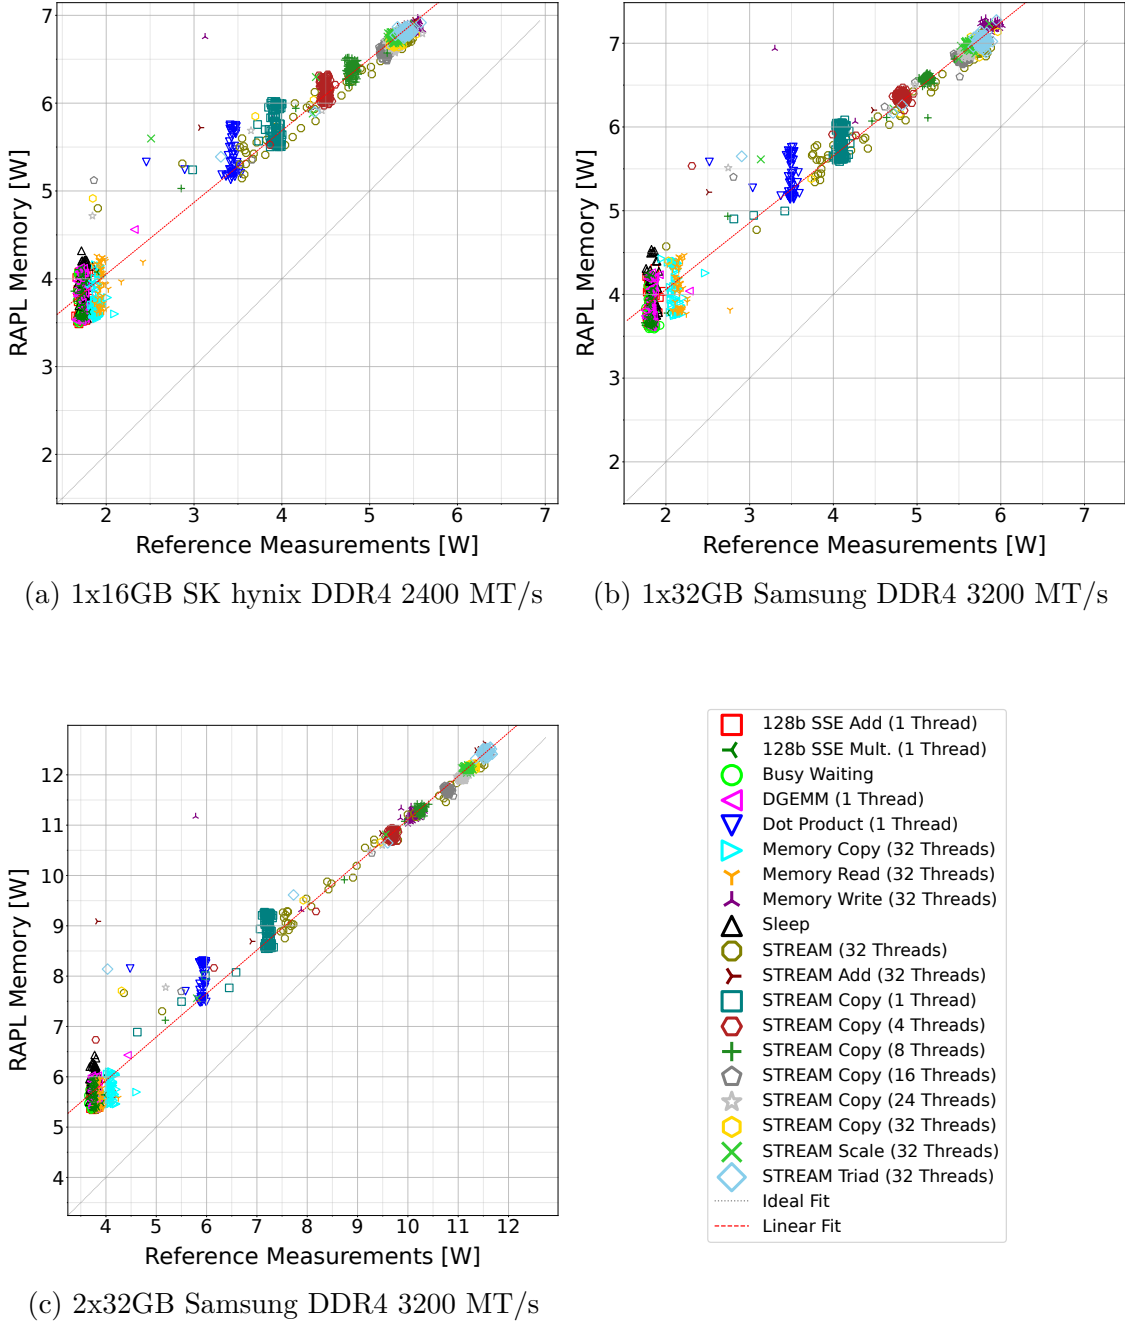 7
6
5
4
3
2
RAPL Memory [W]
2 3 4 5 6 7
Reference Measurements [W]
(a) 1x16GB SK hynix DDR4 2400 MT/s
7
6
5
4
3
2
RAPL Memory [W]
2 3 4 5 6 7
Reference Measurements [W]
(b) 1x32GB Samsung DDR4 3200 MT/s
12
11
10
9
8
7
6
5
4
RAPL Memory [W]
4 5 6 7 8 9 10 11 12
Reference Measurements [W]
(c) 2x32GB Samsung DDR4 3200 MT/s
128b SSE Add (1 Thread)
128b SSE Mult. (1 Thread)
Busy Waiting
DGEMM (1 Thread)
Dot Product (1 Thread)
Memory Copy (32 Threads)
Memory Read (32 Threads)
Memory Write (32 Threads)
Sleep
STREAM (32 Threads)
STREAM Add (32 Threads)
STREAM Copy (1 Thread)
STREAM Copy (4 Threads)
STREAM Copy (8 Threads)
STREAM Copy (16 Threads)
STREAM Copy (24 Threads)
STREAM Copy (32 Threads)
STREAM Scale (32 Threads)
STREAM Triad (32 Threads)
Ideal Fit
Linear Fit